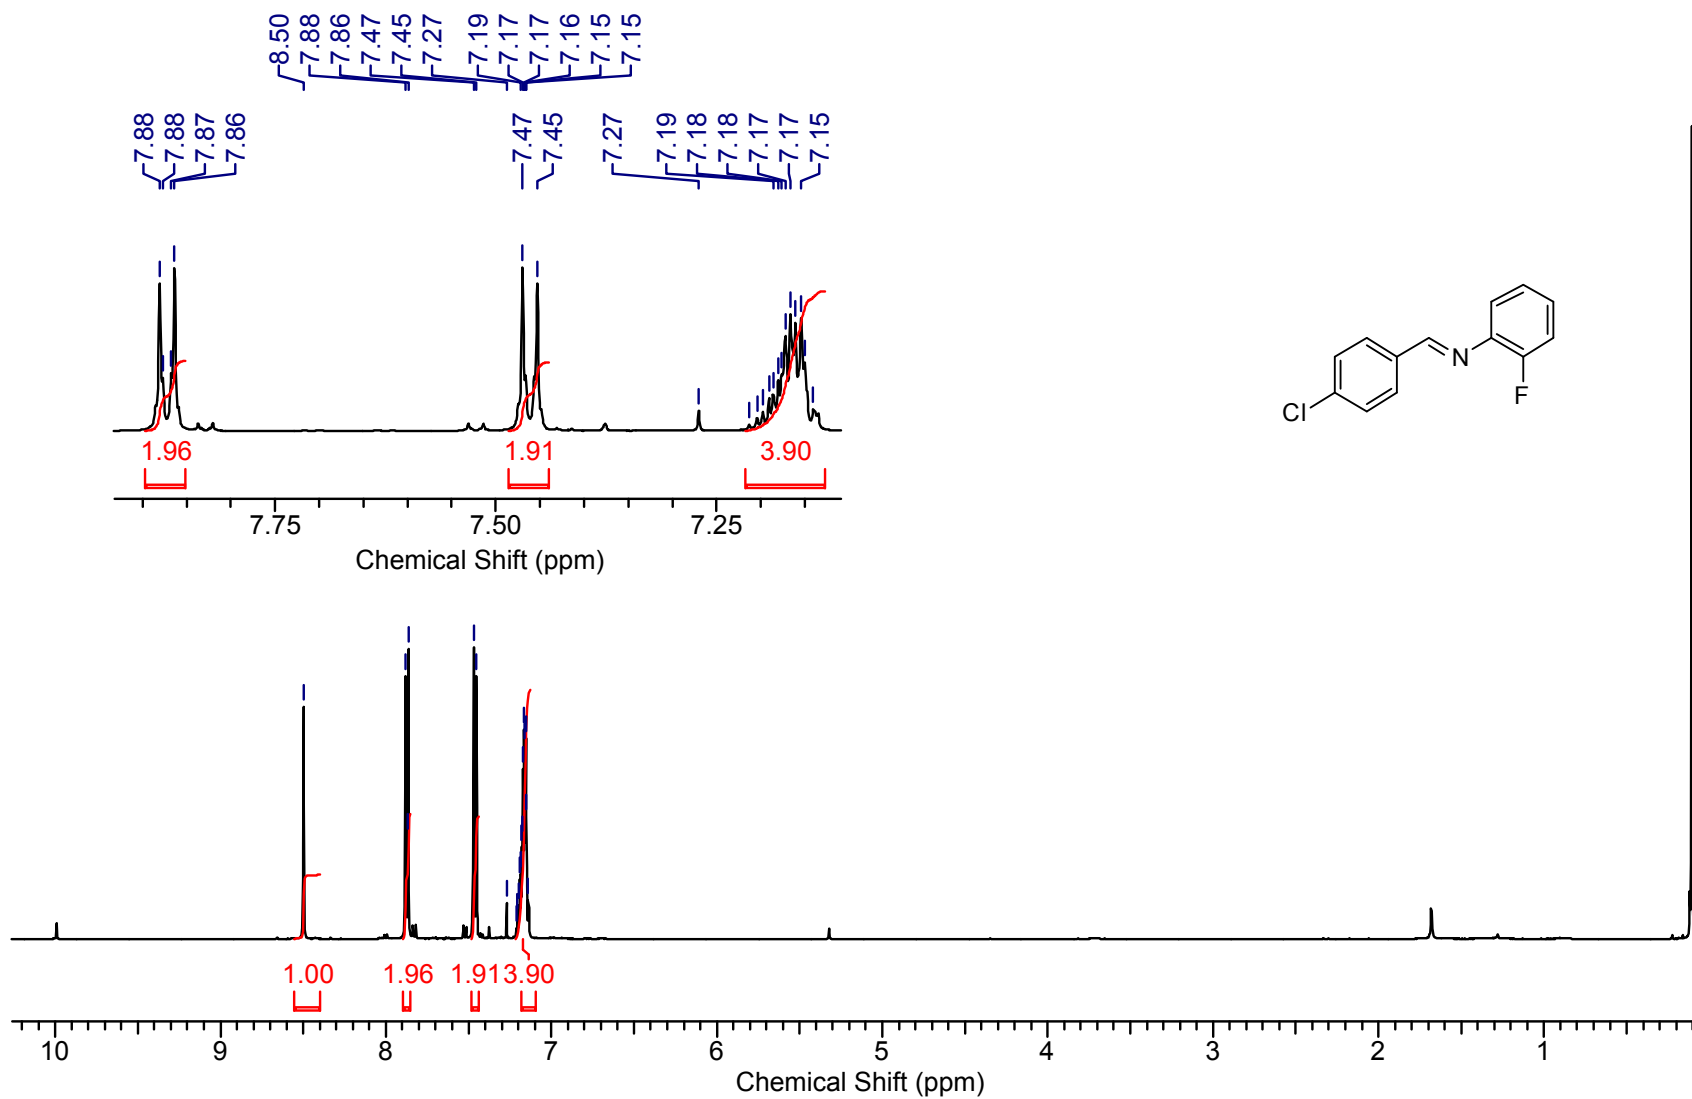 8.50 7.88 7.86 7.47 7.45 7.27 7.19 7.17 7.17 7.16 7.15 7.15
7.88 7.88 7.87 7.86 7.47 7.45 7.27 7.19 7.18 7.18 7.17 7.17 7.15
N
F
Cl
1.96 1.91 3.90
7.75 7.50 7.25
Chemical Shift (ppm)
1.00 1.96 1.91 3.90
10 9 8 7 6 5 4 3 2 1
Chemical Shift (ppm)